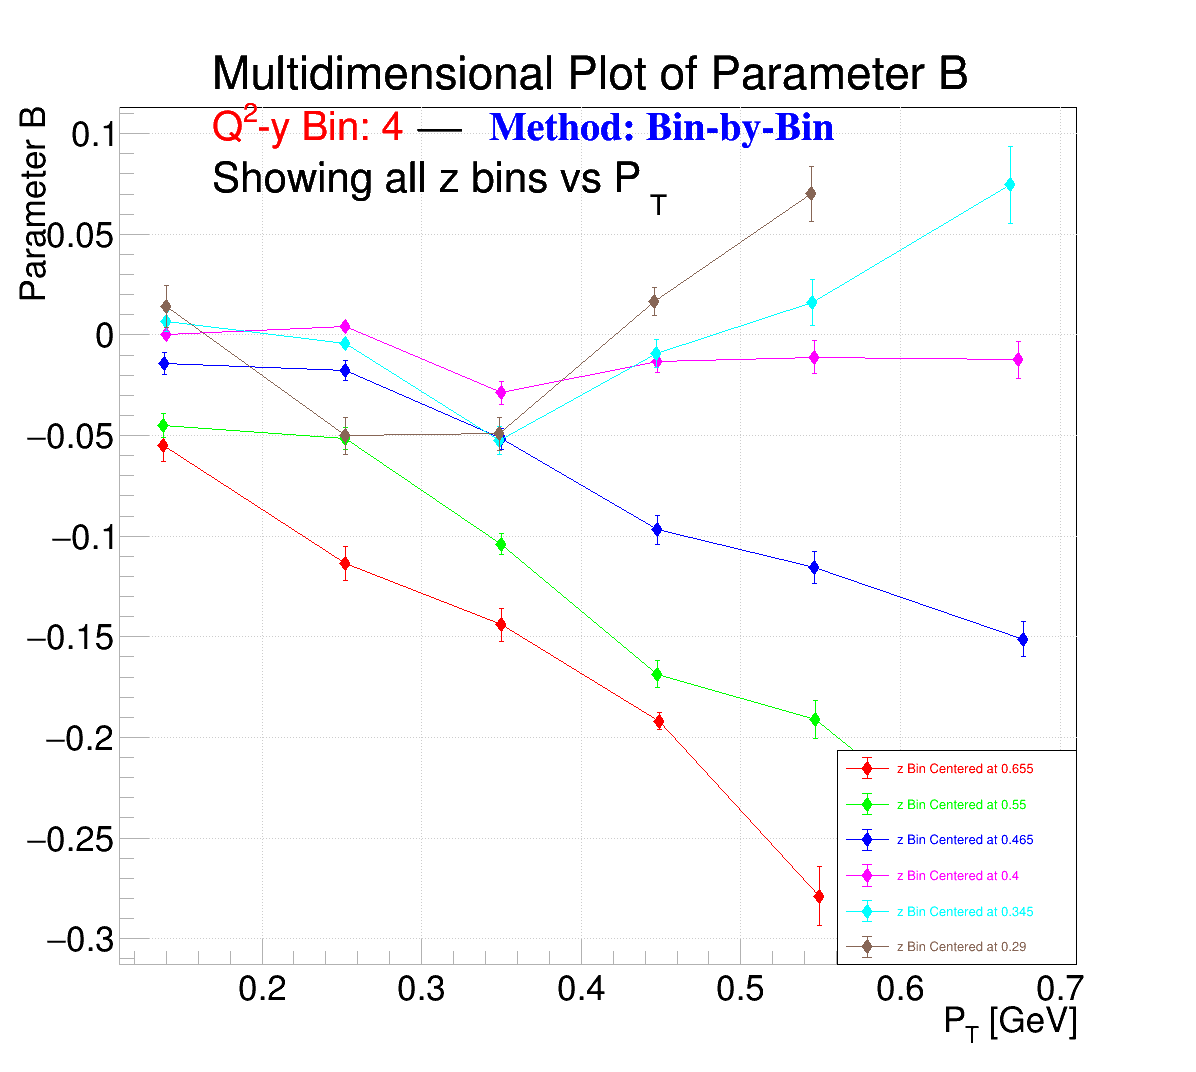 Multidimensional Plot of Parameter B
Q²-y Bin: 4 — Method: Bin-by-Bin
Showing all z bins vs P_T
Parameter B
0.1
0.05
0
−0.05
−0.1
−0.15
−0.2
−0.25
−0.3
z Bin Centered at 0.655
z Bin Centered at 0.55
z Bin Centered at 0.465
z Bin Centered at 0.4
z Bin Centered at 0.345
z Bin Centered at 0.29
0.2 0.3 0.4 0.5 0.6 0.7
P_T [GeV]